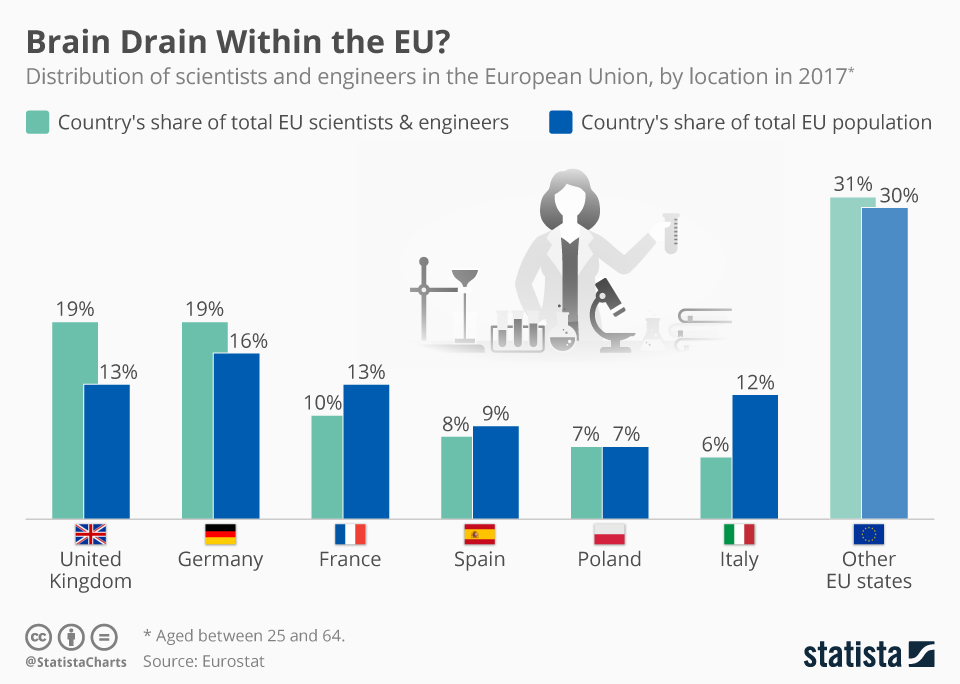 Brain Drain Within the EU?
Distribution of scientists and engineers in the European Union, by location in 2017*
Country's share of total EU scientists & engineers
Country's share of total EU population
19%
13%
19%
16%
10%
13%
8%
9%
7%
7%
6%
12%
31%
30%
United
Kingdom
Germany
France
Spain
Poland
Italy
Other
EU states
cc
@StatistaCharts
* Aged between 25 and 64.
Source: Eurostat
statista